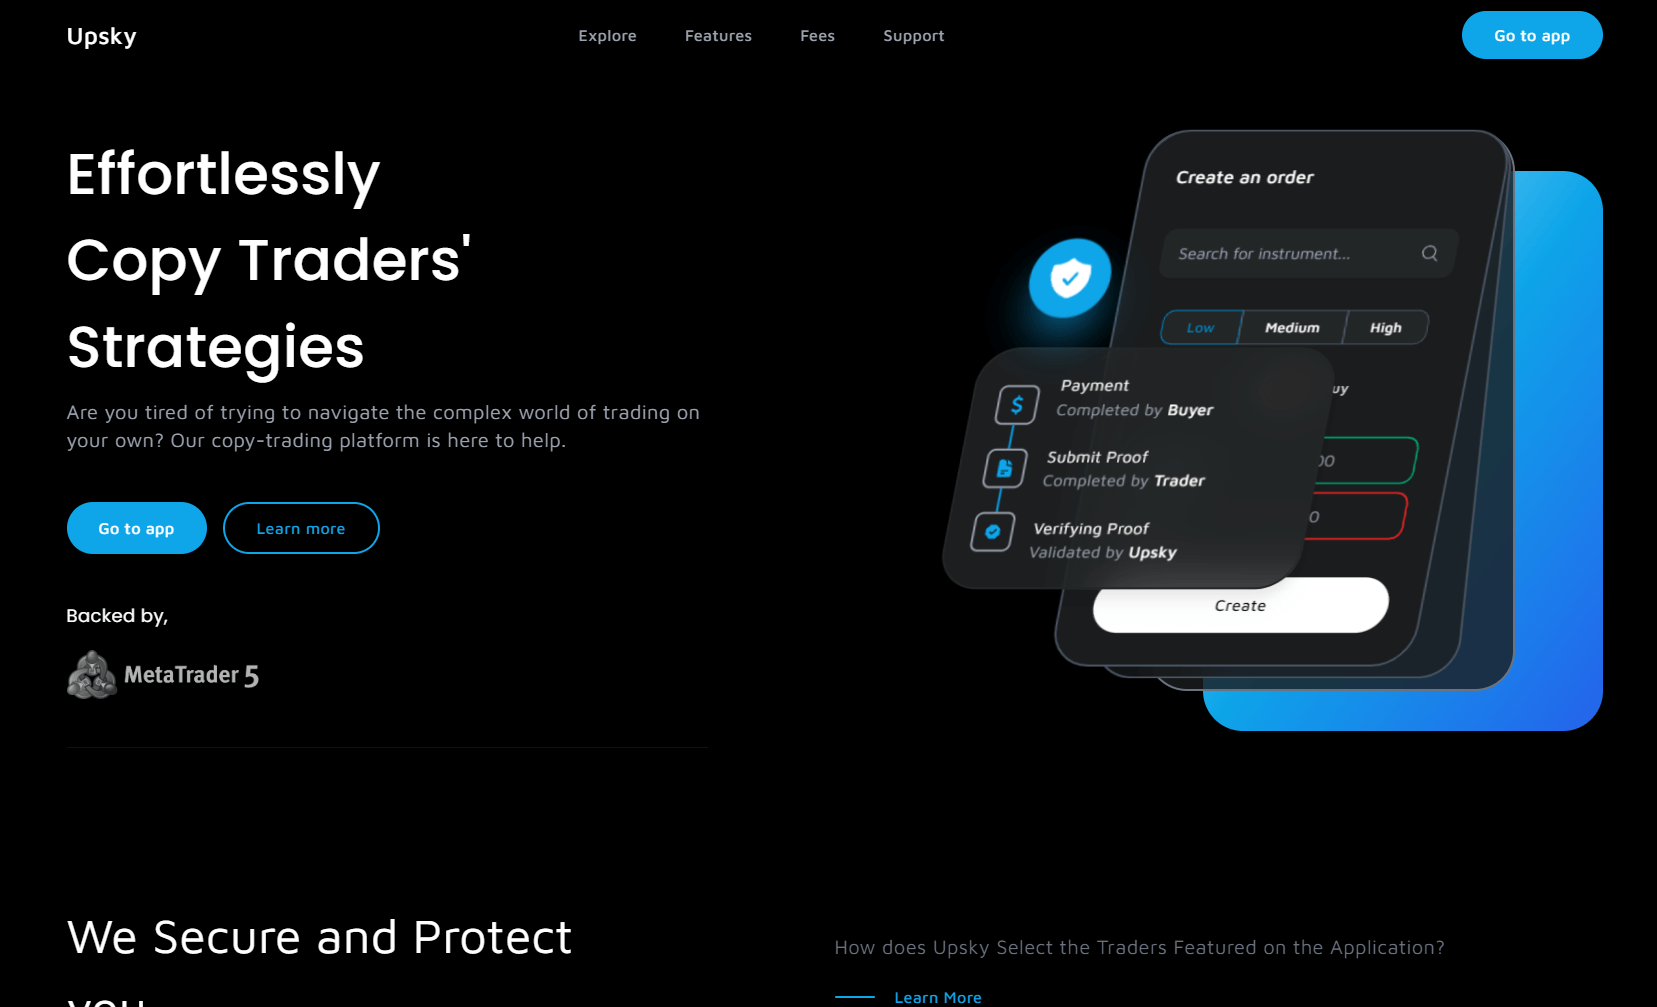 Upsky
Explore
Features
Fees
Support
Go to app
Effortlessly
Copy Traders'
Strategies
Are you tired of trying to navigate the complex world of trading on
your own? Our copy-trading platform is here to help.
Go to app
Learn more
Backed by,
MetaTrader 5
Create an order
Search for instrument...
Low
Medium
High
Payment
Completed by Buyer
Submit Proof
Completed by Trader
Verifying Proof
Validated by Upsky
Create
We Secure and Protect
How does Upsky Select the Traders Featured on the Application?
Learn More